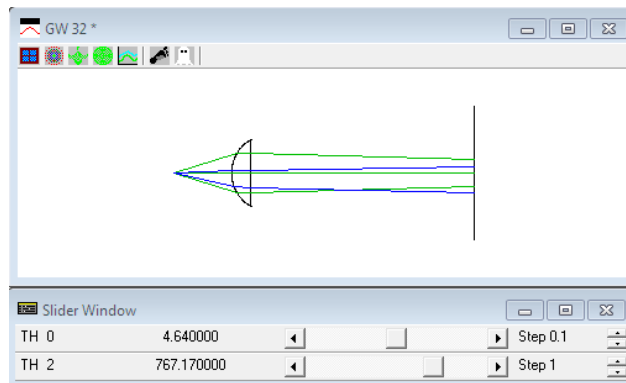 GW 32 *
Slider Window
TH 0 4.640000 Step 0.1
TH 2 767.170000 Step 1